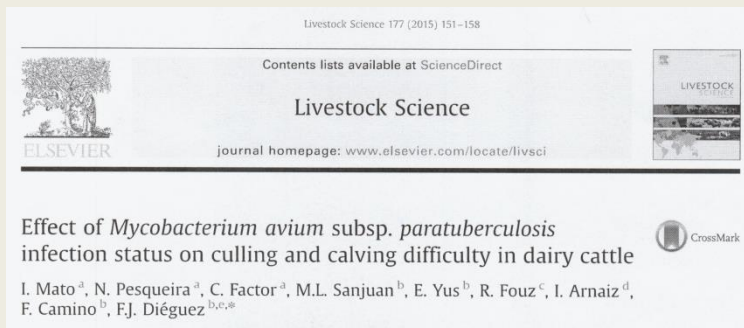 Livestock Science 177 (2015) 151–158
Contents lists available at ScienceDirect
Livestock Science
journal homepage: www.elsevier.com/locate/livsci
ELSEVIER
LIVESTOCK
SCIENCE
Effect of Mycobacterium avium subsp. paratuberculosis
infection status on culling and calving difficulty in dairy cattle
CrossMark
I. Mato a, N. Pesqueira a, C. Factor a, M.L. Sanjuan b, E. Yus b, R. Fouz c, I. Arnaiz d,
F. Camino b, F.J. Diéguez b,e,*